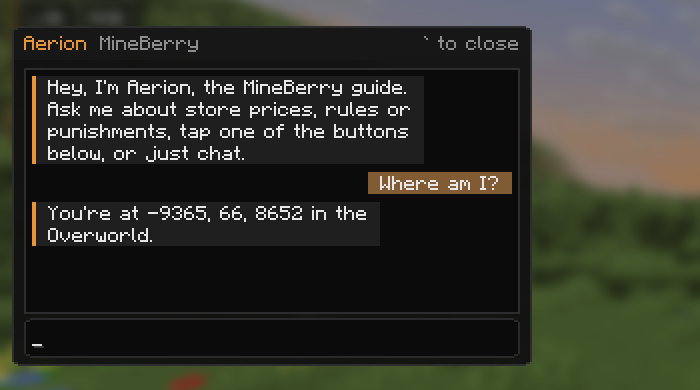 Aerion MineBerry ` to close
Hey, I'm Aerion, the MineBerry guide.
Ask me about store prices, rules or
punishments, tap one of the buttons
below, or just chat.
Where am I?
You're at -9365, 66, 8652 in the
Overworld.
_